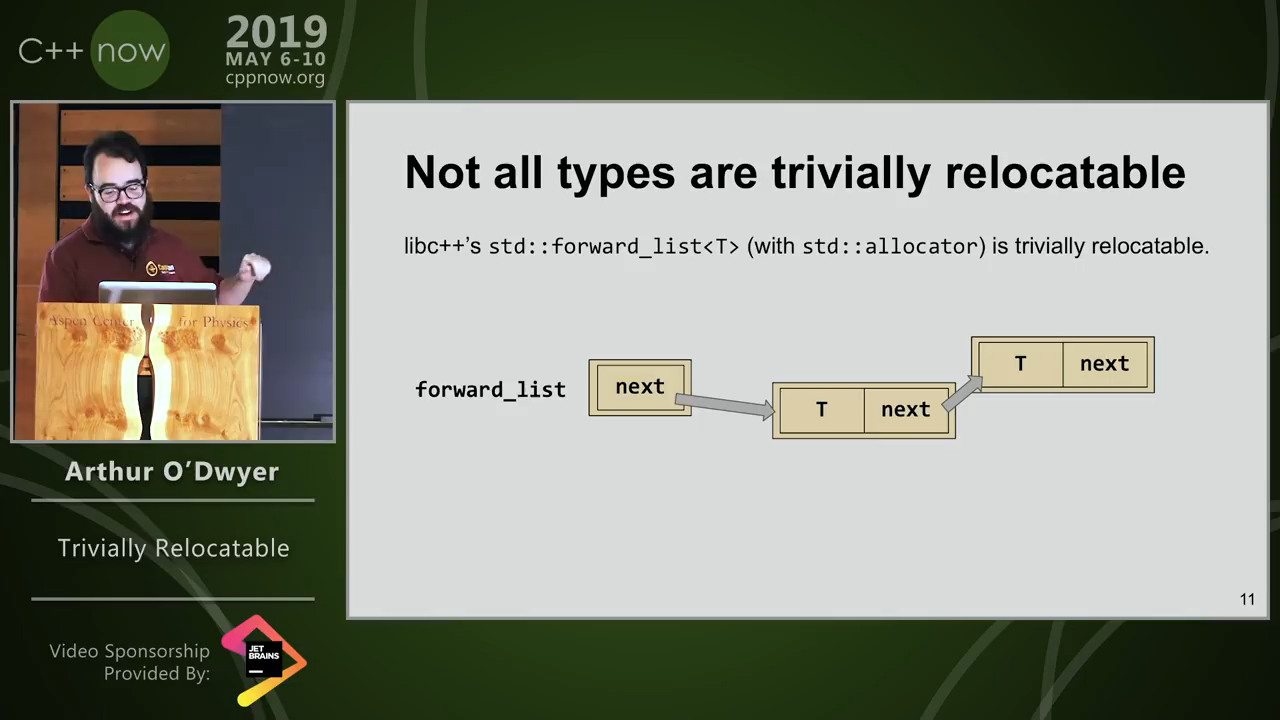 C++ now
2019
MAY 6-10
cppnow.org
Not all types are trivially relocatable
libc++’s std::forward_list<T> (with std::allocator) is trivially relocatable.
forward_list
next
T
next
T
next
Aspen Center for Physics
Arthur O’Dwyer
Trivially Relocatable
Video Sponsorship
Provided By:
JET
BRAINS
11